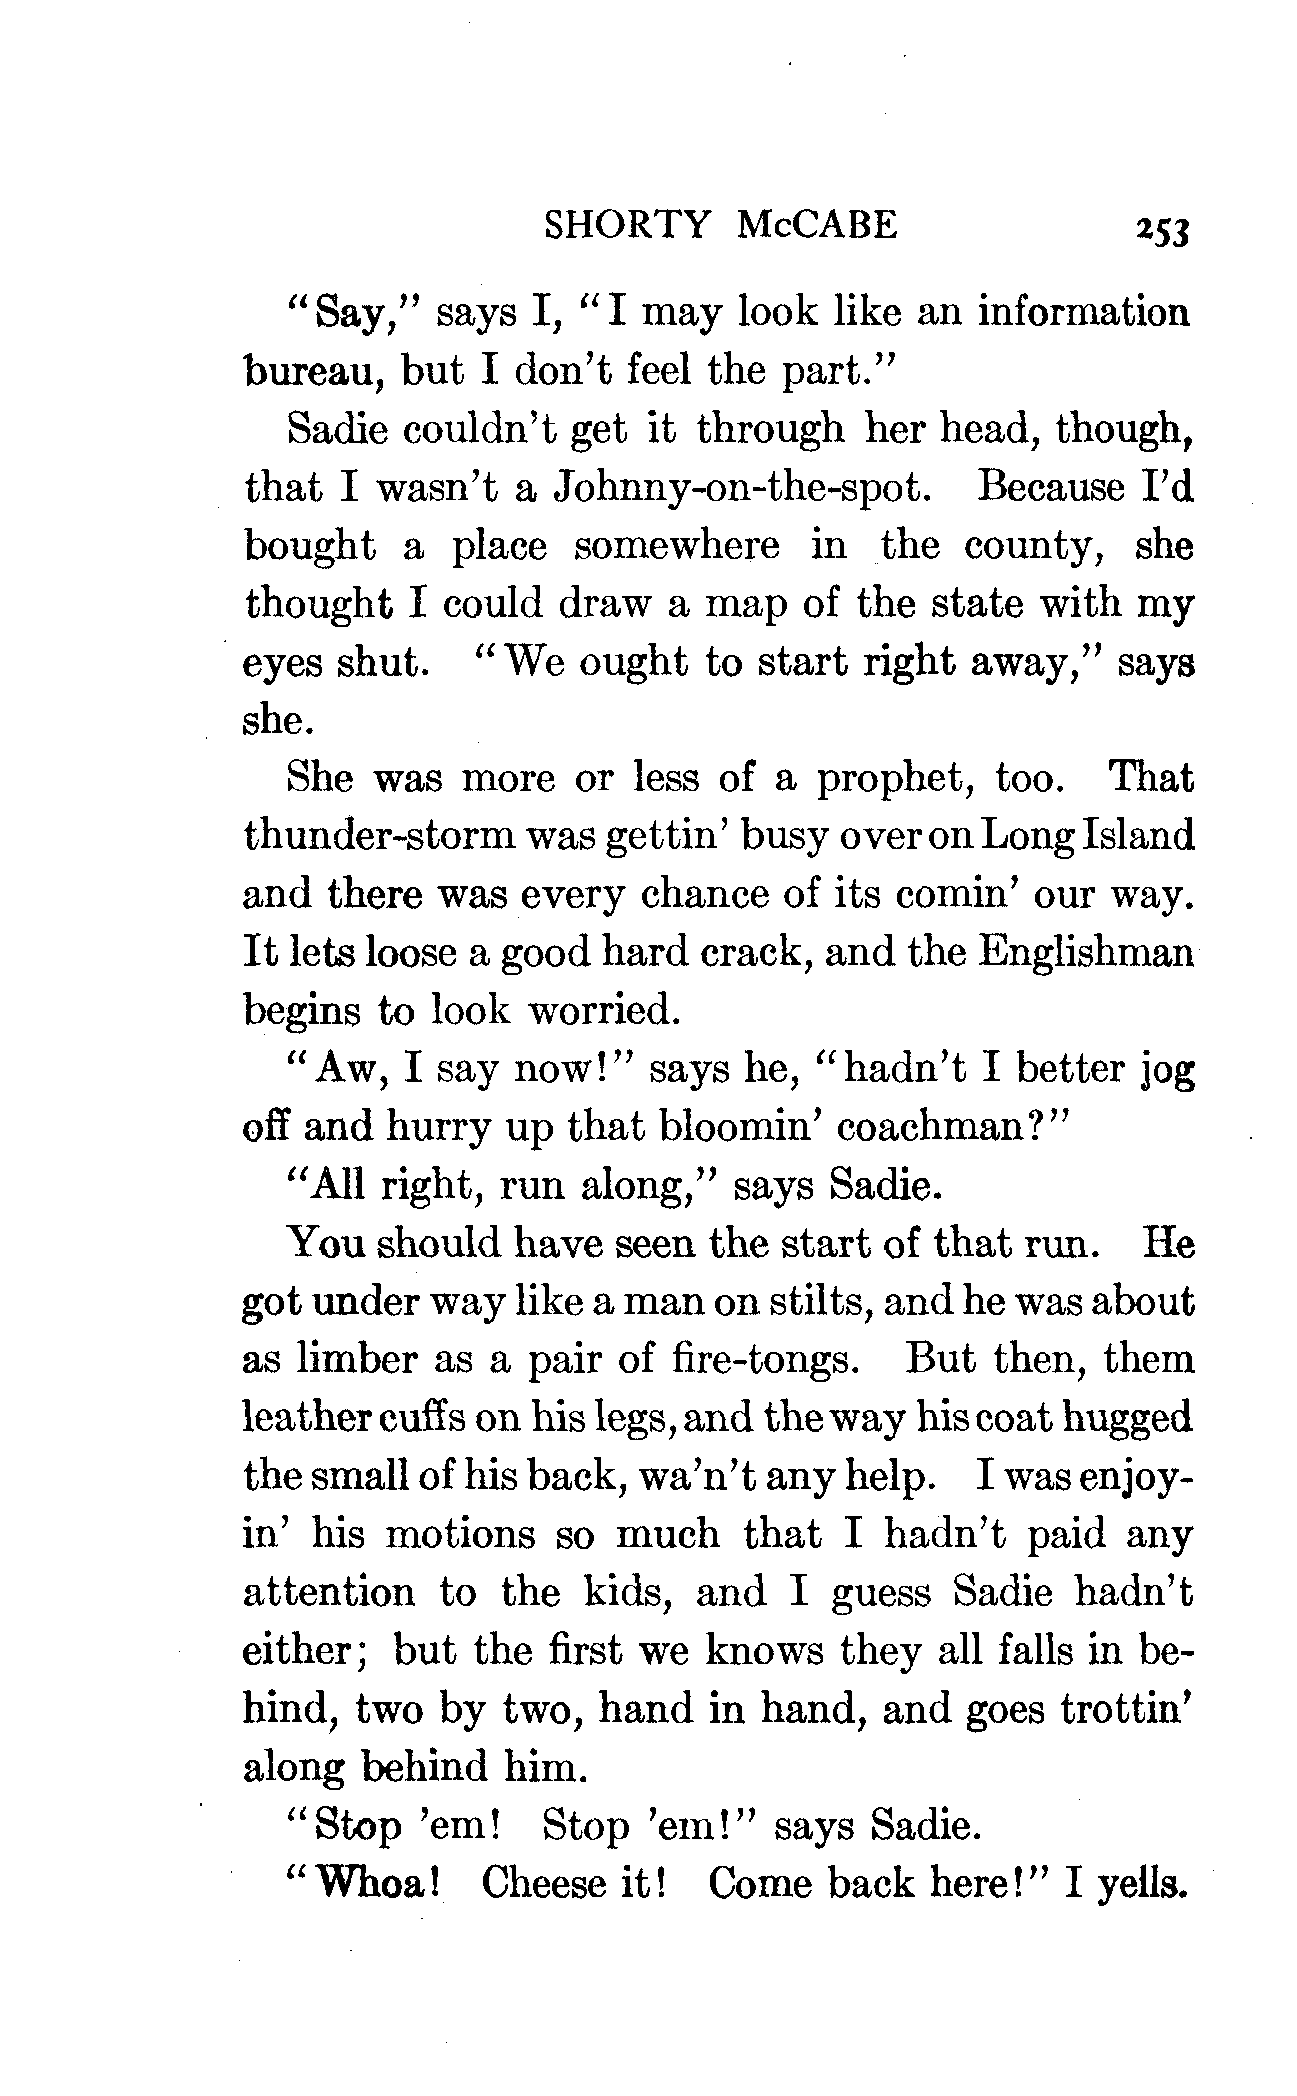 SHORTY McCABE 253
"Say," says I, "I may look like an information
bureau, but I don't feel the part."
Sadie couldn't get it through her head, though,
that I wasn't a Johnny-on-the-spot. Because I'd
bought a place somewhere in the county, she
thought I could draw a map of the state with my
eyes shut. "We ought to start right away," says
she.
She was more or less of a prophet, too. That
thunder-storm was gettin' busy over on Long Island
and there was every chance of its comin' our way.
It lets loose a good hard crack, and the Englishman
begins to look worried.
"Aw, I say now!" says he, "hadn't I better jog
off and hurry up that bloomin' coachman?"
"All right, run along," says Sadie.
You should have seen the start of that run. He
got under way like a man on stilts, and he was about
as limber as a pair of fire-tongs. But then, them
leather cuffs on his legs, and the way his coat hugged
the small of his back, wa'n't any help. I was enjoy-
in' his motions so much that I hadn't paid any
attention to the kids, and I guess Sadie hadn't
either; but the first we knows they all falls in be-
hind, two by two, hand in hand, and goes trottin'
along behind him.
"Stop 'em! Stop 'em!" says Sadie.
"Whoa! Cheese it! Come back here!" I yells.